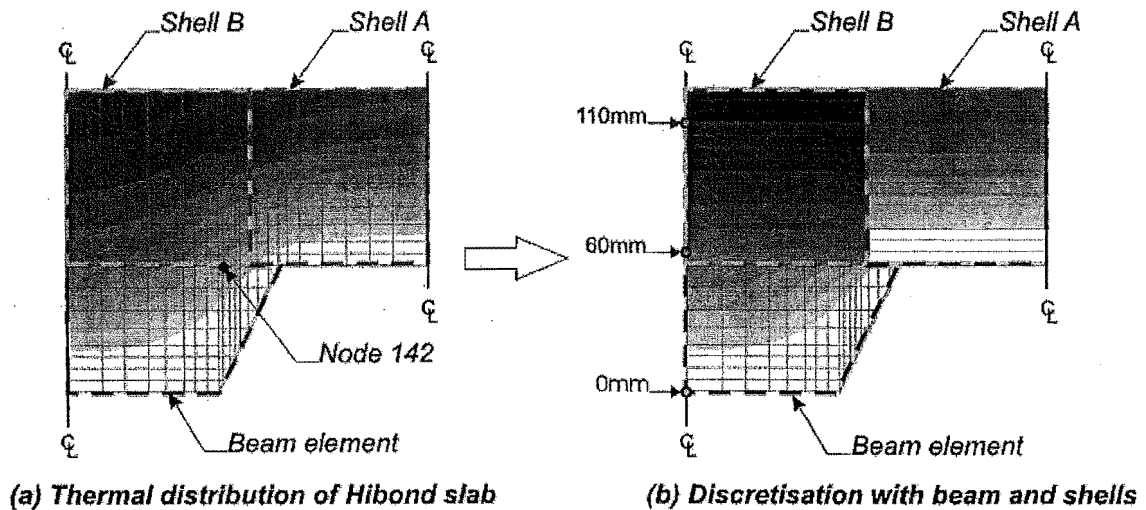 Shell B
Shell A
℄
℄
Node 142
℄
℄
Beam element
(a) Thermal distribution of Hibond slab
Shell B
Shell A
℄
℄
110mm
60mm
0mm
℄
℄
Beam element
(b) Discretisation with beam and shells